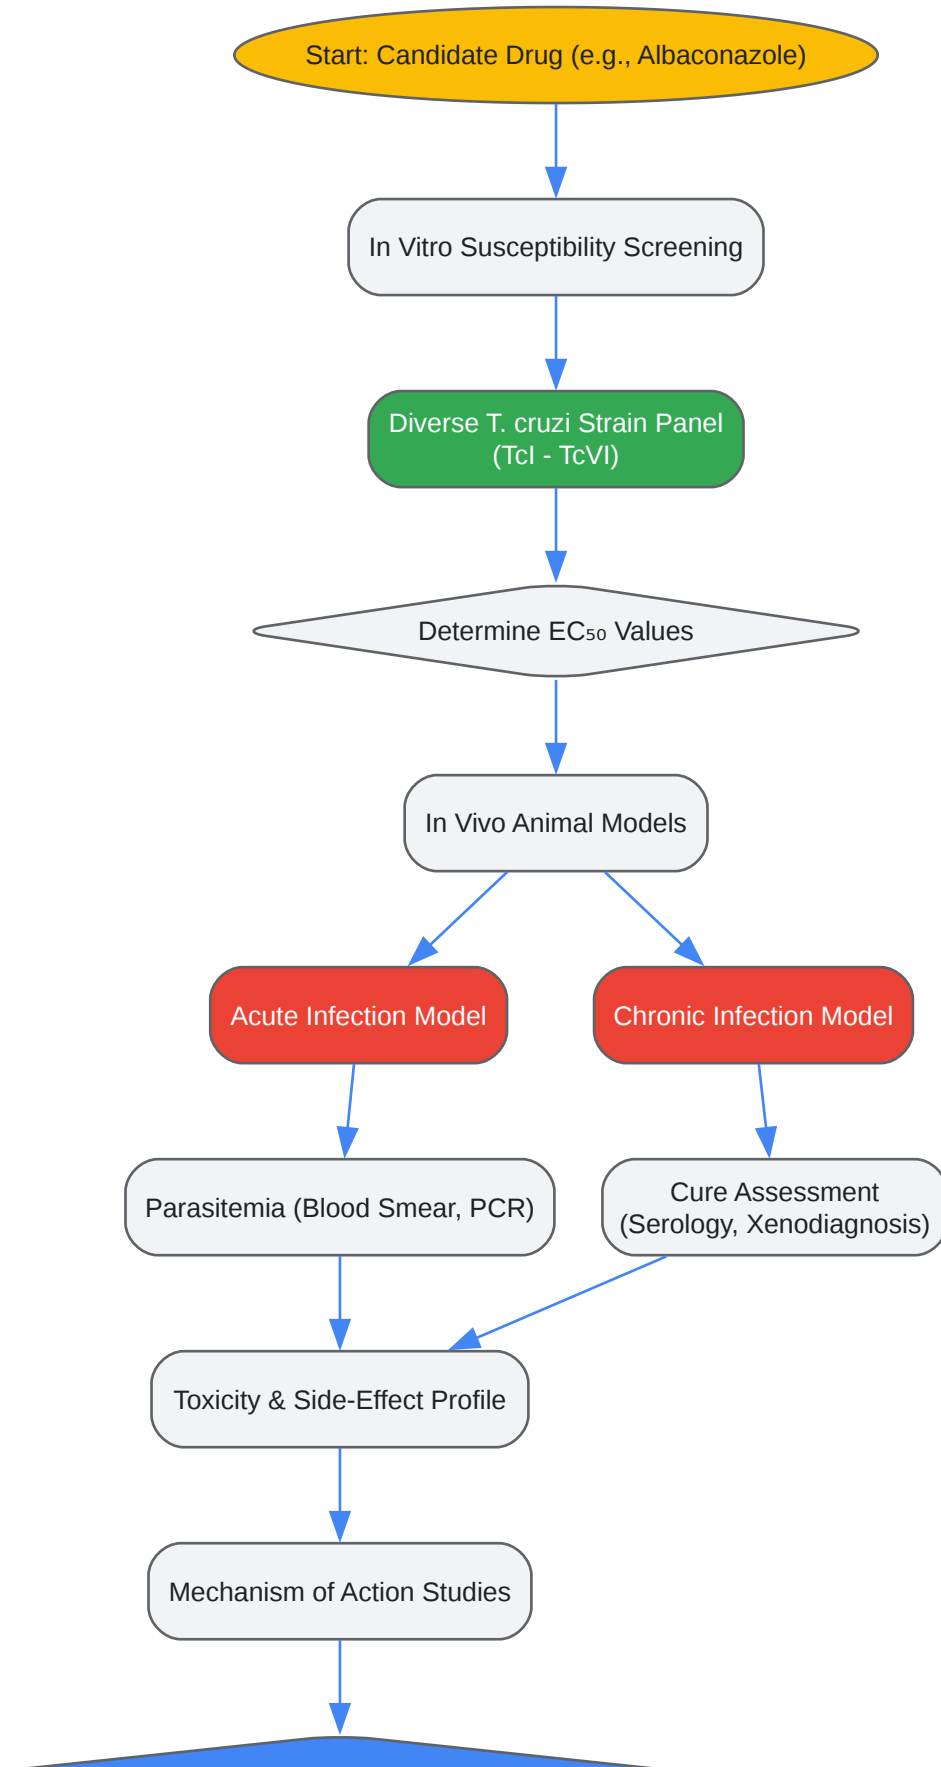 Start: Candidate Drug (e.g., Albaconazole)
In Vitro Susceptibility Screening
Diverse T. cruzi Strain Panel
(TcI - TcVI)
Determine EC₅₀ Values
In Vivo Animal Models
Acute Infection Model
Chronic Infection Model
Parasitemia (Blood Smear, PCR)
Cure Assessment
(Serology, Xenodiagnosis)
Toxicity & Side-Effect Profile
Mechanism of Action Studies